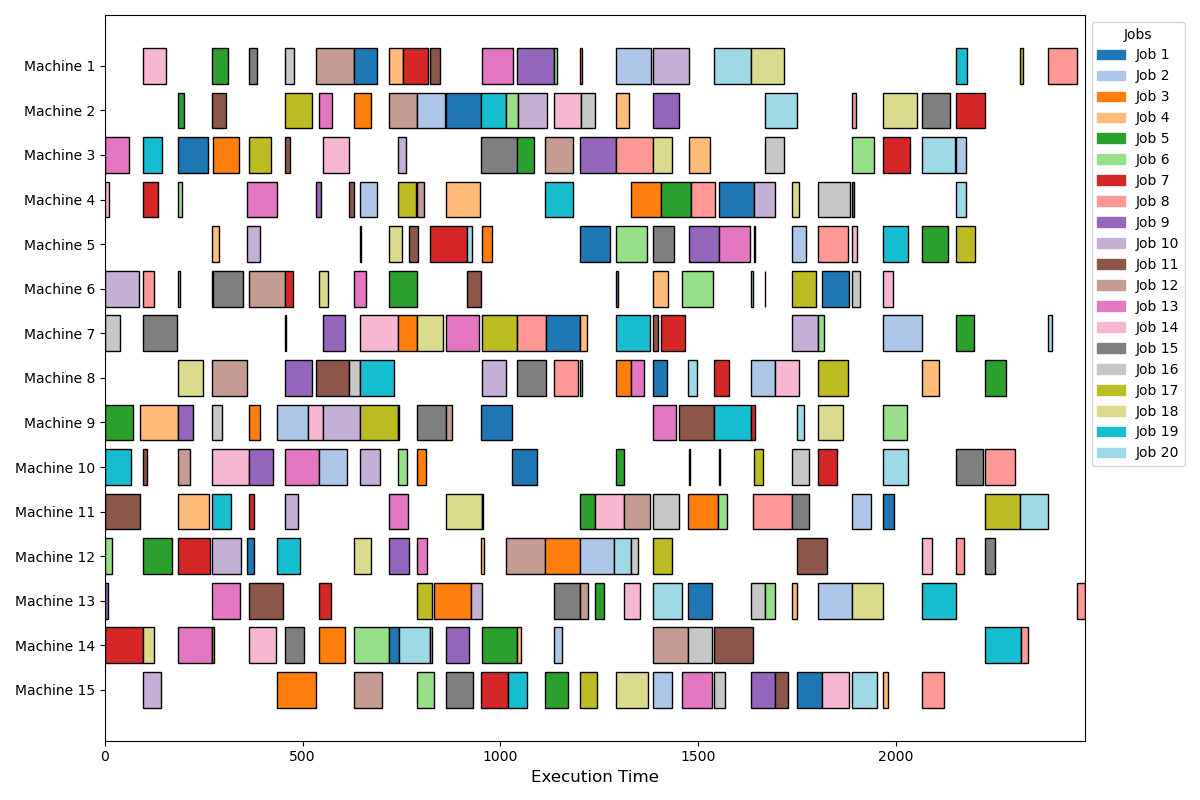 Machine 1
Machine 2
Machine 3
Machine 4
Machine 5
Machine 6
Machine 7
Machine 8
Machine 9
Machine 10
Machine 11
Machine 12
Machine 13
Machine 14
Machine 15
0 500 1000 1500 2000
Execution Time
Jobs
Job 1
Job 2
Job 3
Job 4
Job 5
Job 6
Job 7
Job 8
Job 9
Job 10
Job 11
Job 12
Job 13
Job 14
Job 15
Job 16
Job 17
Job 18
Job 19
Job 20